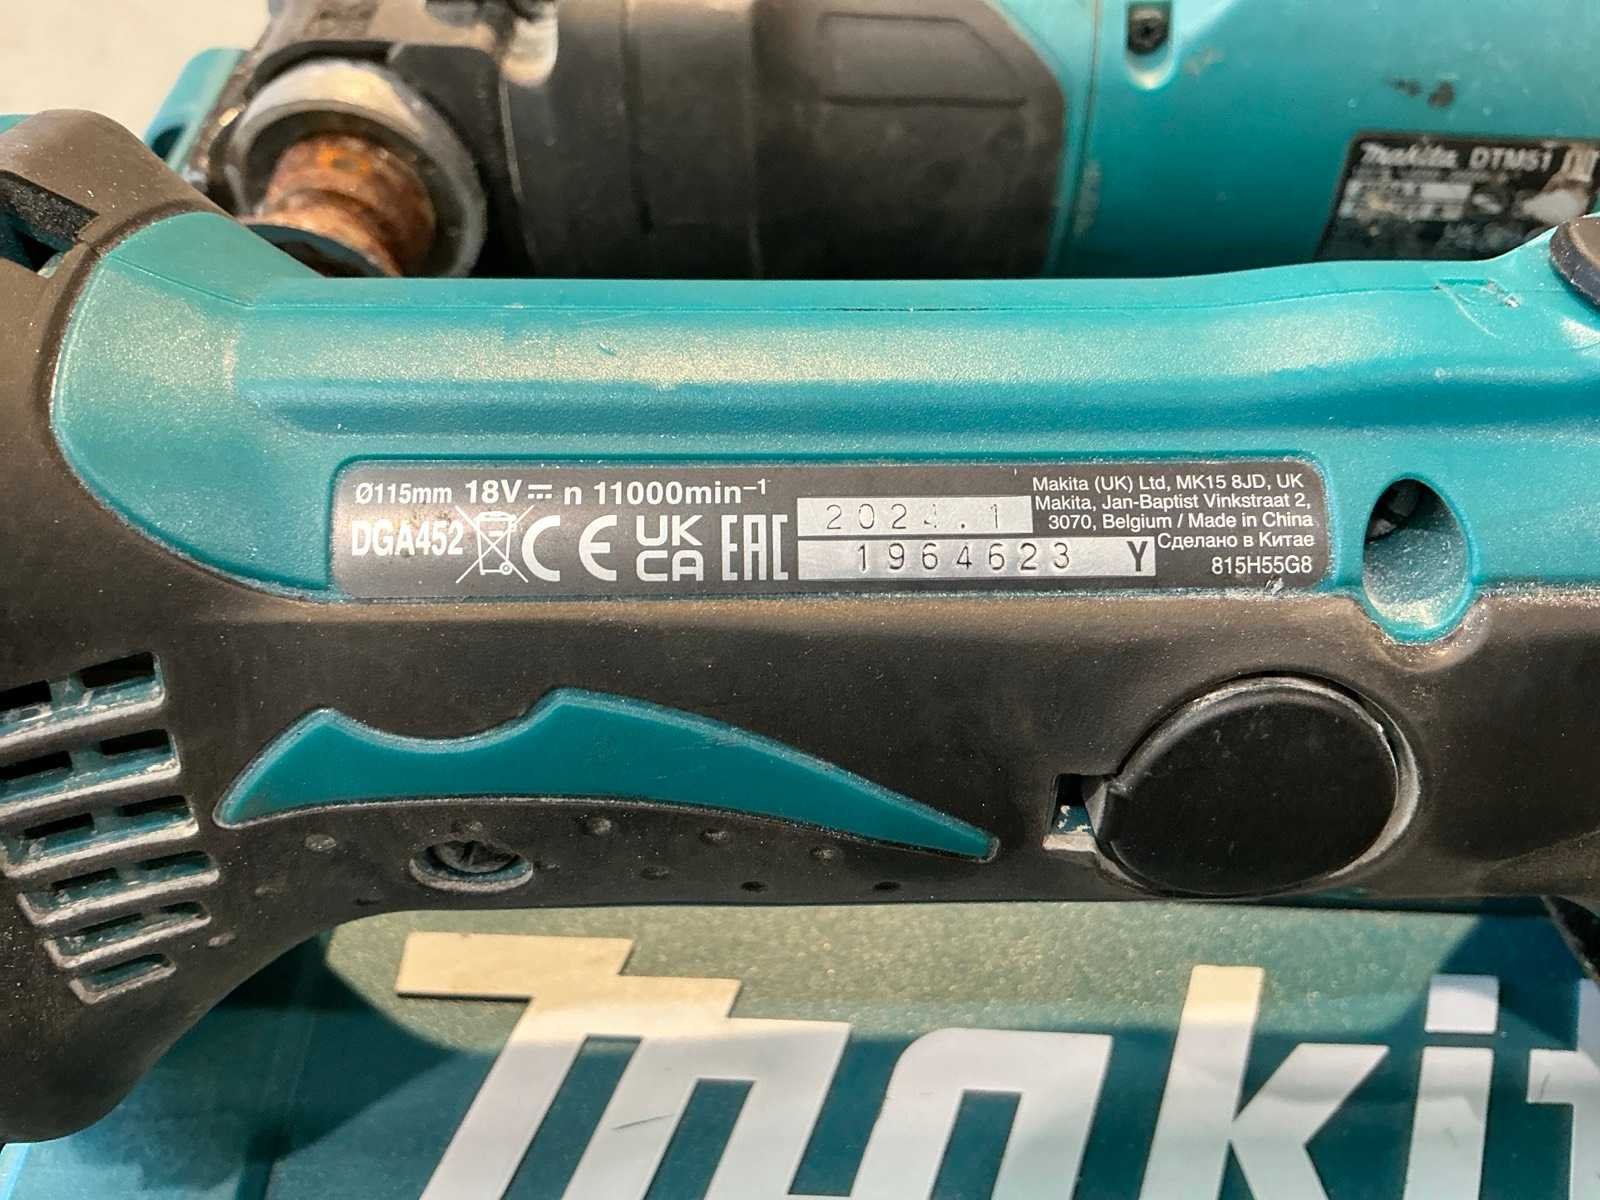 Makita DTM51
Ø115mm 18V ⎓ n 11000min⁻¹
DGA452 CE UK CA EAC
2024.1
1964623 Y
Makita (UK) Ltd, MK15 8JD, UK
Makita, Jan-Baptist Vinkstraat 2,
3070, Belgium / Made in China
Сделано в Китае
815H55G8
Makit